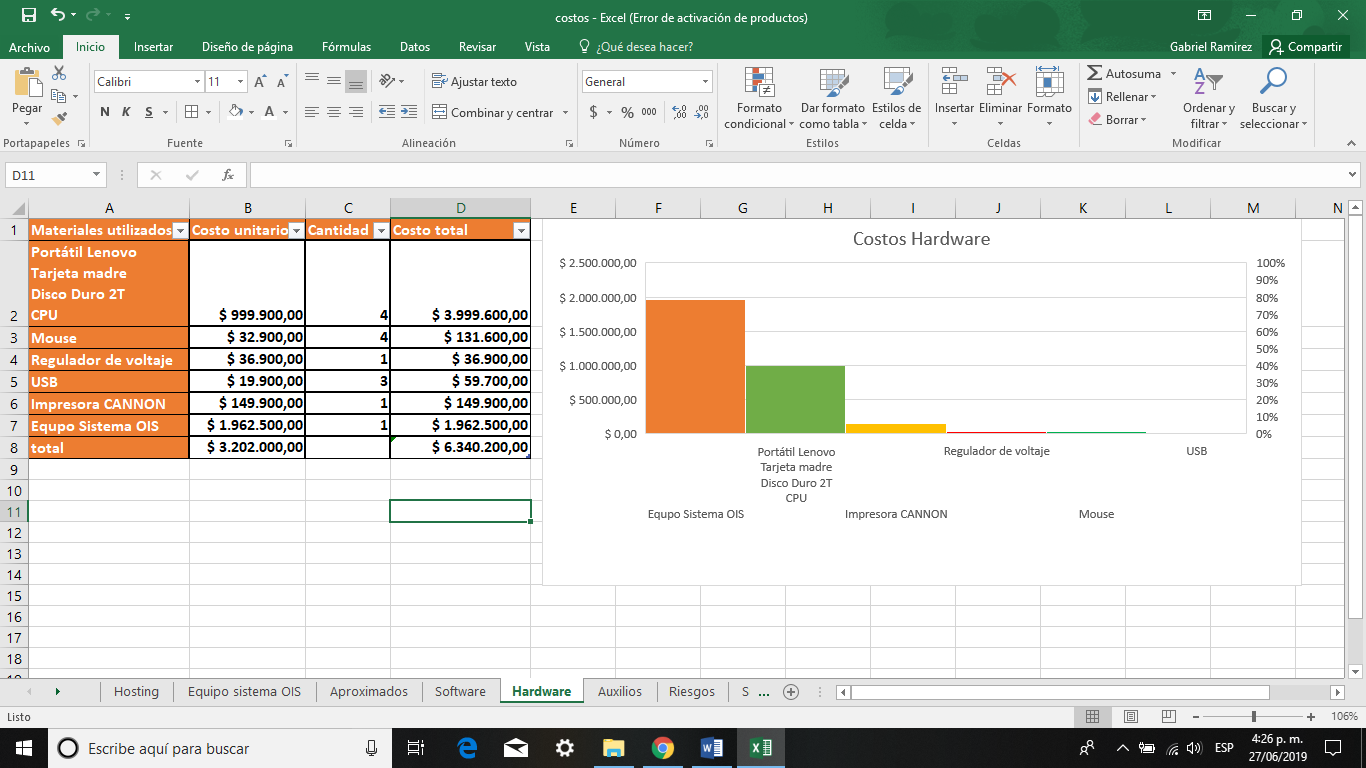 costos - Excel (Error de activación de productos)
Archivo Inicio Insertar Diseño de página Fórmulas Datos Revisar Vista ¿Qué desea hacer? Gabriel Ramirez Compartir
Pegar
Calibri 11
N K S
Ajustar texto
Combinar y centrar
General
$ % 000
Formato condicional
Dar formato como tabla
Estilos de celda
Insertar Eliminar Formato
Autosuma
Rellenar
Borrar
Ordenar y filtrar
Buscar y seleccionar
Portapapeles Fuente Alineación Número Estilos Celdas Modificar
D11 fx
A B C D E F G H I J K L M N
1 Materiales utilizados Costo unitario Cantidad Costo total
Portátil Lenovo
Tarjeta madre
Disco Duro 2T
2 CPU $ 999.900,00 4 $ 3.999.600,00
3 Mouse $ 32.900,00 4 $ 131.600,00
4 Regulador de voltaje $ 36.900,00 1 $ 36.900,00
5 USB $ 19.900,00 3 $ 59.700,00
6 Impresora CANNON $ 149.900,00 1 $ 149.900,00
7 Equpo Sistema OIS $ 1.962.500,00 1 $ 1.962.500,00
8 total $ 3.202.000,00 $ 6.340.200,00
9
10
11
12
13
14
15
16
17
18
Costos Hardware
$ 2.500.000,00
$ 2.000.000,00
$ 1.500.000,00
$ 1.000.000,00
$ 500.000,00
$ 0,00
100%
90%
80%
70%
60%
50%
40%
30%
20%
10%
0%
Portátil Lenovo
Tarjeta madre
Disco Duro 2T
CPU
Regulador de voltaje
USB
Equpo Sistema OIS
Impresora CANNON
Mouse
Hosting Equipo sistema OIS Aproximados Software Hardware Auxilios Riesgos S ...
Listo 106%
Escribe aquí para buscar
ESP
4:26 p. m.
27/06/2019